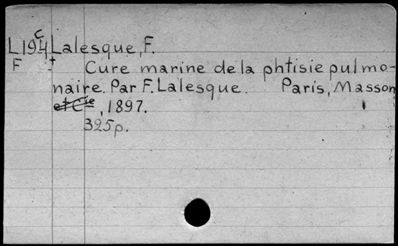 C
L194 Lalesque, F.
F † Cure marine de la phtisie pulmo-
naire. Par F. Lalesque. Paris, Masson
et Cie, 1897.
325p.